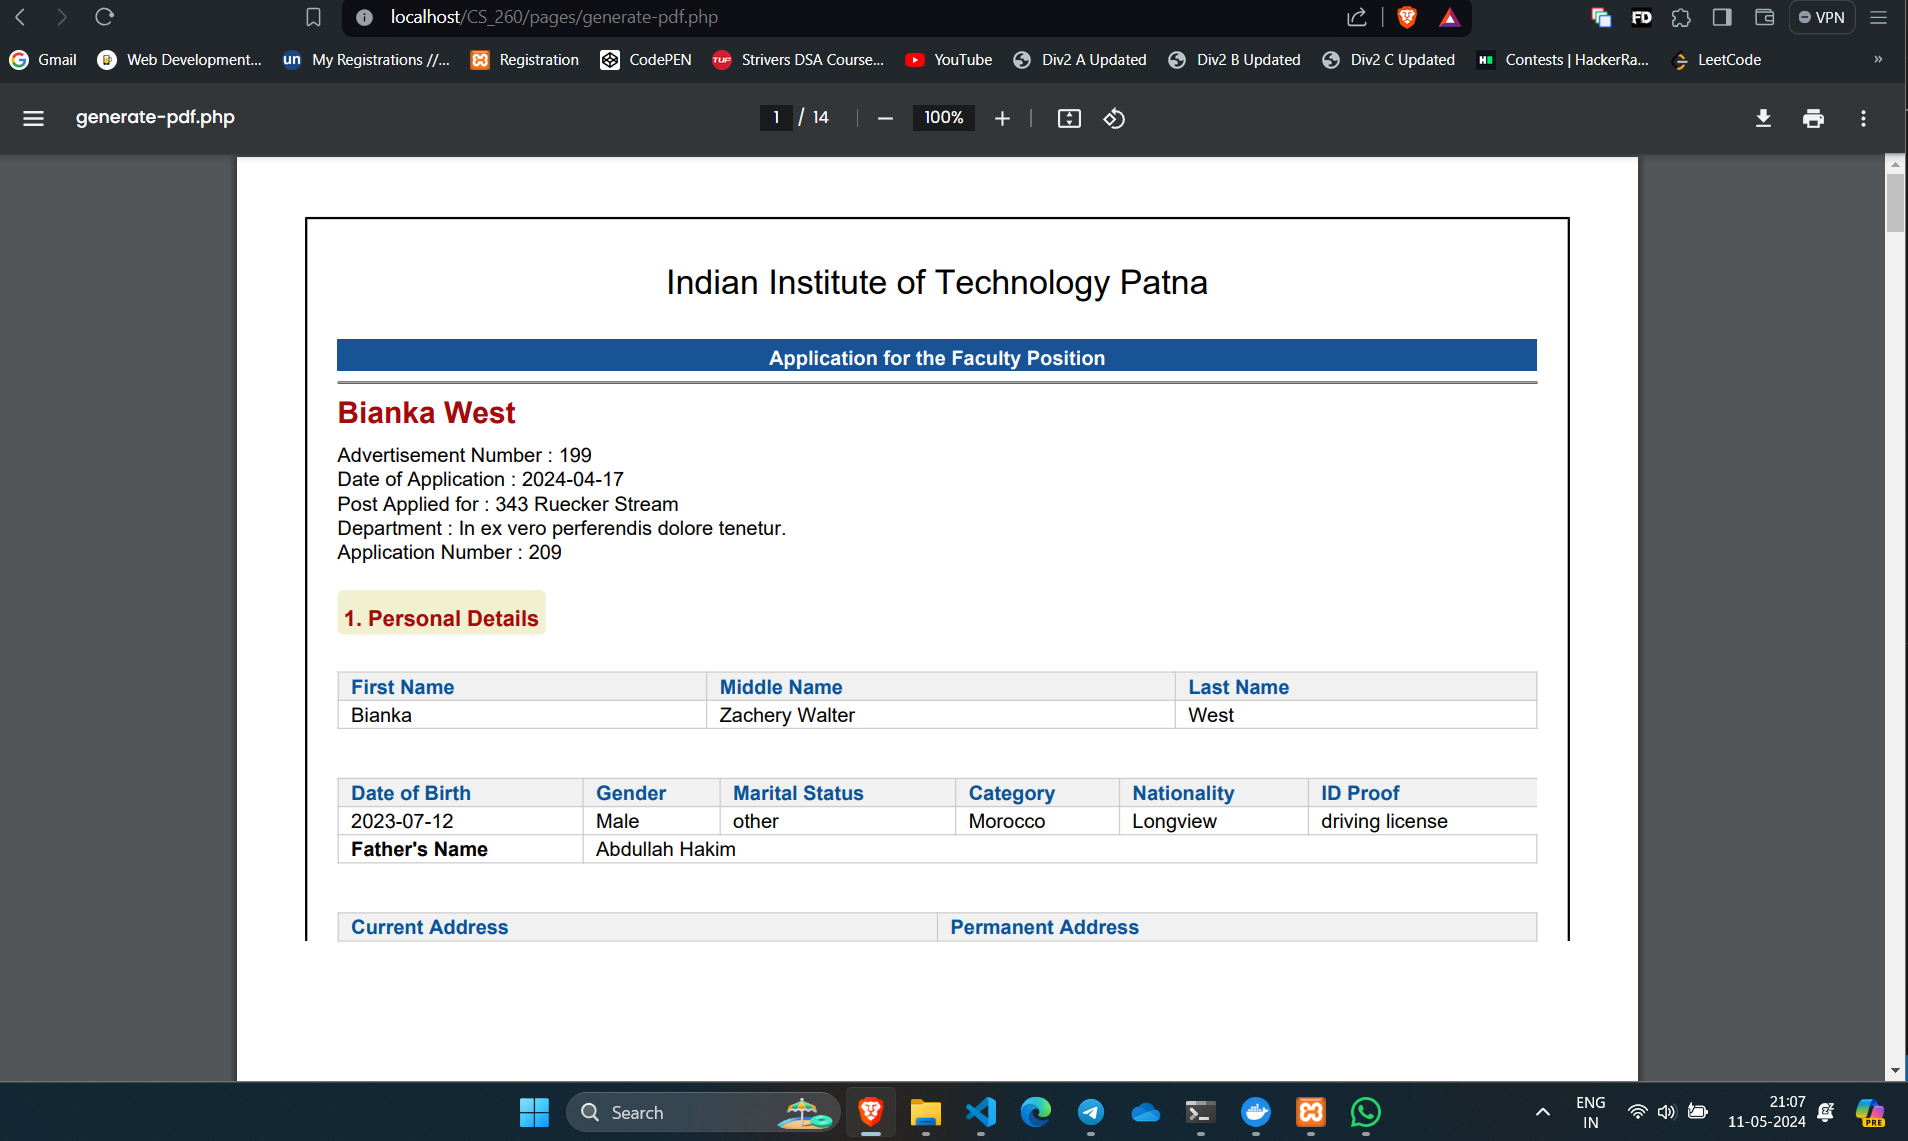 localhost/CS_260/pages/generate-pdf.php
FD
VPN
Gmail
Web Development...
un
My Registrations //...
Registration
CodePEN
TUF
Strivers DSA Course...
YouTube
Div2 A Updated
Div2 B Updated
Div2 C Updated
Contests | HackerRa...
LeetCode
»
generate-pdf.php
1 / 14
100%
Indian Institute of Technology Patna
Application for the Faculty Position
Bianka West
Advertisement Number : 199
Date of Application : 2024-04-17
Post Applied for : 343 Ruecker Stream
Department : In ex vero perferendis dolore tenetur.
Application Number : 209
1. Personal Details
First Name Middle Name Last Name
Bianka Zachery Walter West
Date of Birth Gender Marital Status Category Nationality ID Proof
2023-07-12 Male other Morocco Longview driving license
Father's Name Abdullah Hakim
Current Address Permanent Address
Search
ENG
IN
21:07
11-05-2024
PRE